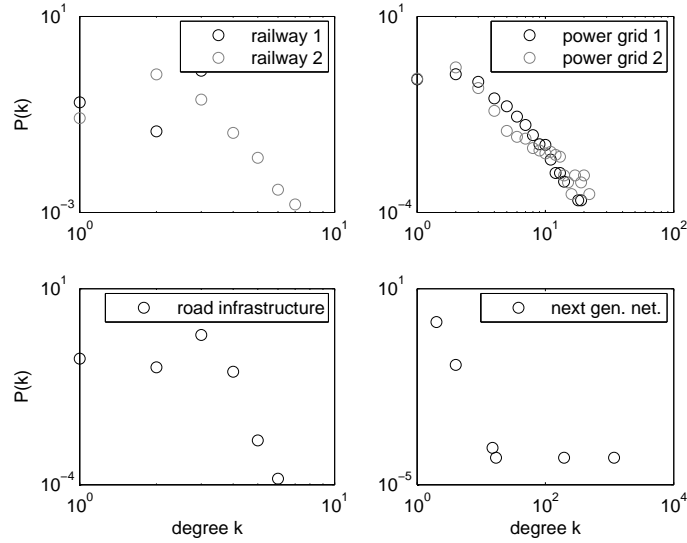 10^1
railway 1
railway 2
P(k)
10^-3
10^0
10^1
10^1
power grid 1
power grid 2
10^-4
10^0
10^1
10^2
10^1
road infrastructure
P(k)
10^-4
10^0
10^1
degree k
10^1
next gen. net.
10^-5
10^0
10^2
10^4
degree k